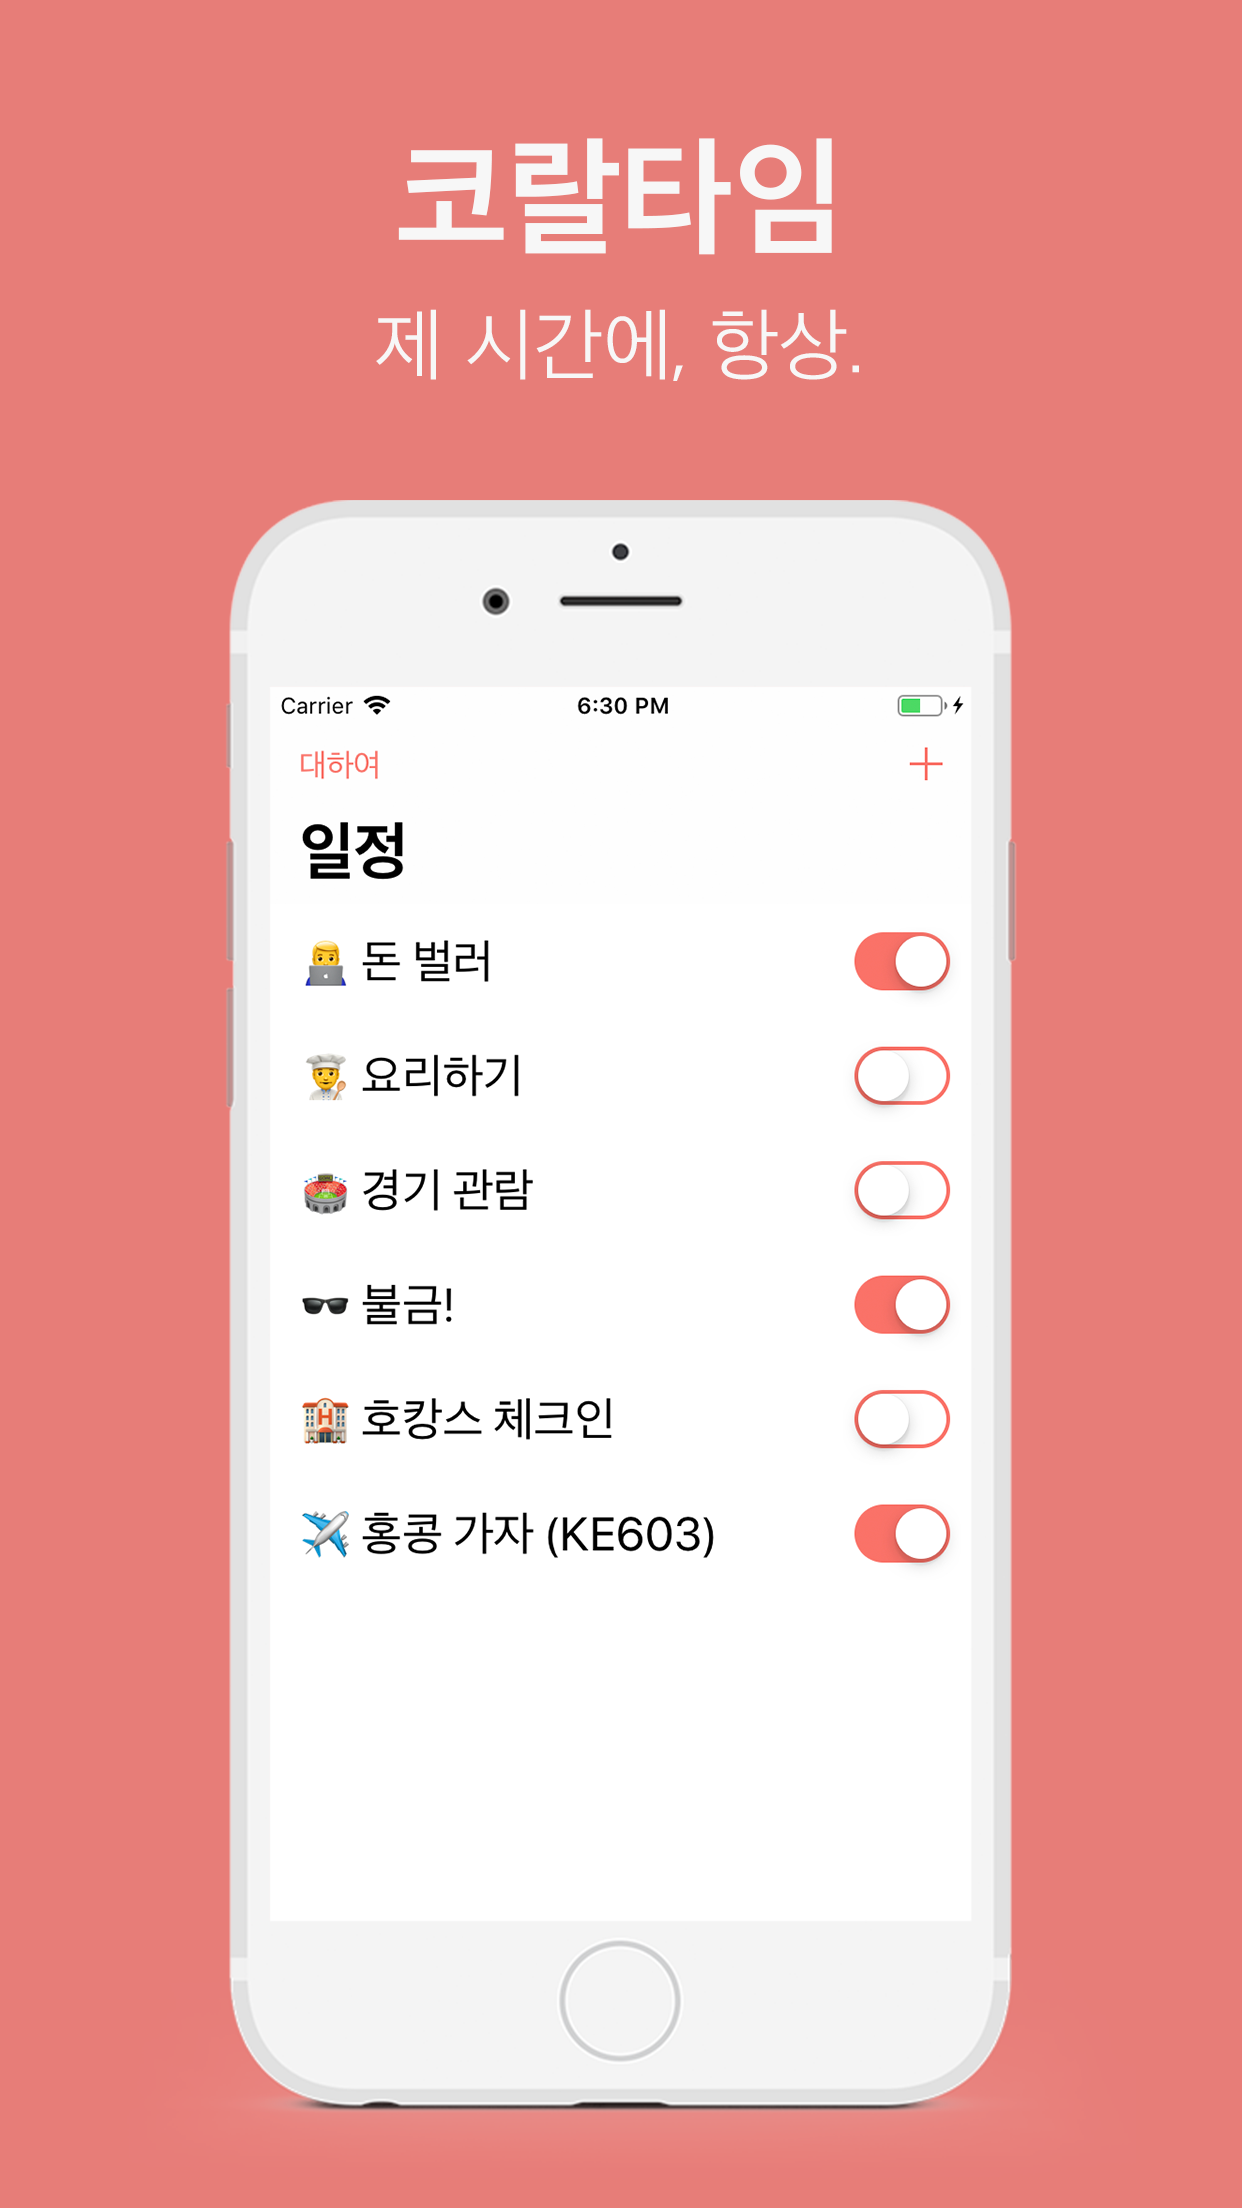 코랄타임
제 시간에, 항상.
Carrier 6:30 PM
대하여
일정
👨‍💻 돈 벌러
👨‍🍳 요리하기
🏟 경기 관람
🕶 불금!
🏨 호캉스 체크인
✈️ 홍콩 가자 (KE603)